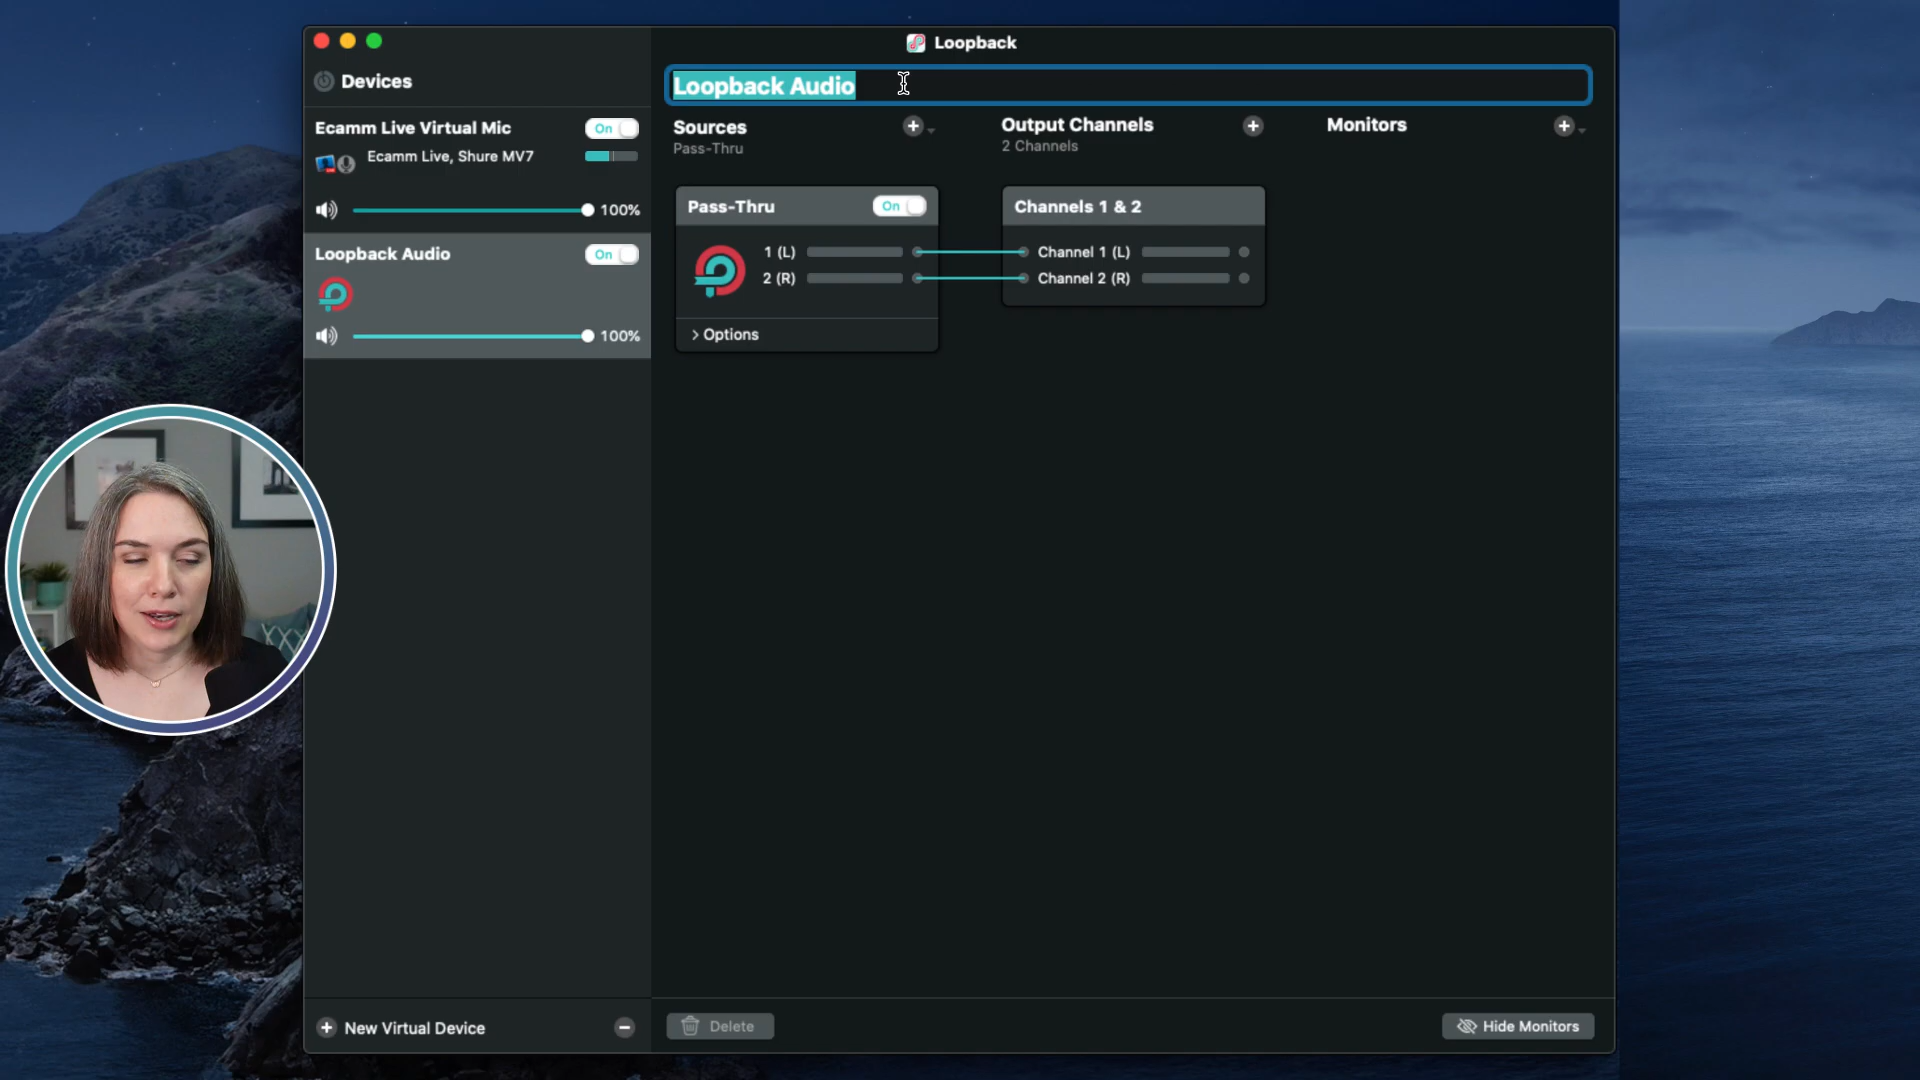 Loopback
Devices
Loopback Audio
Ecamm Live Virtual Mic
On
Ecamm Live, Shure MV7
100%
Loopback Audio
On
100%
Sources
Pass-Thru
Output Channels
2 Channels
Monitors
Pass-Thru
On
1 (L)
2 (R)
Options
Channels 1 & 2
Channel 1 (L)
Channel 2 (R)
New Virtual Device
Delete
Hide Monitors